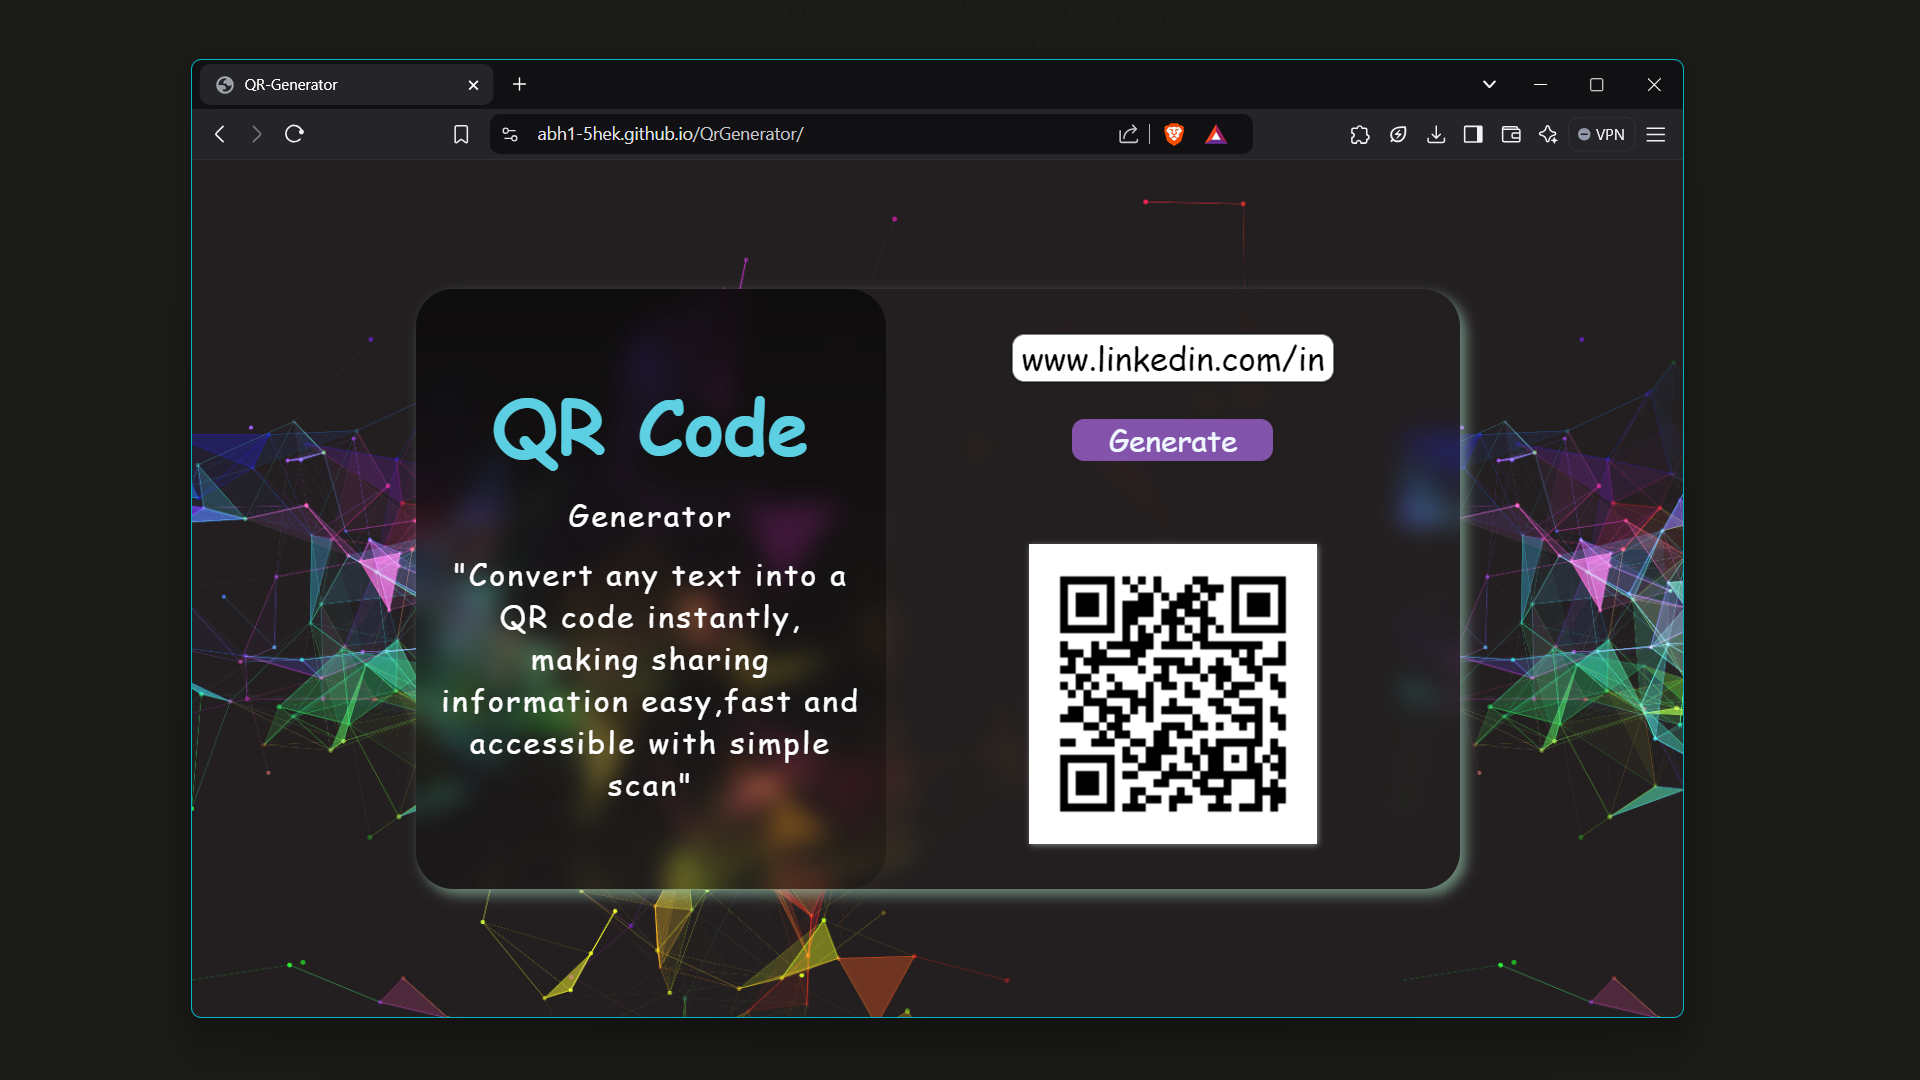 QR-Generator
abh1-5hek.github.io/QrGenerator/
VPN
QR Code
Generator
"Convert any text into a
QR code instantly,
making sharing
information easy,fast and
accessible with simple
scan"
www.linkedin.com/in
Generate